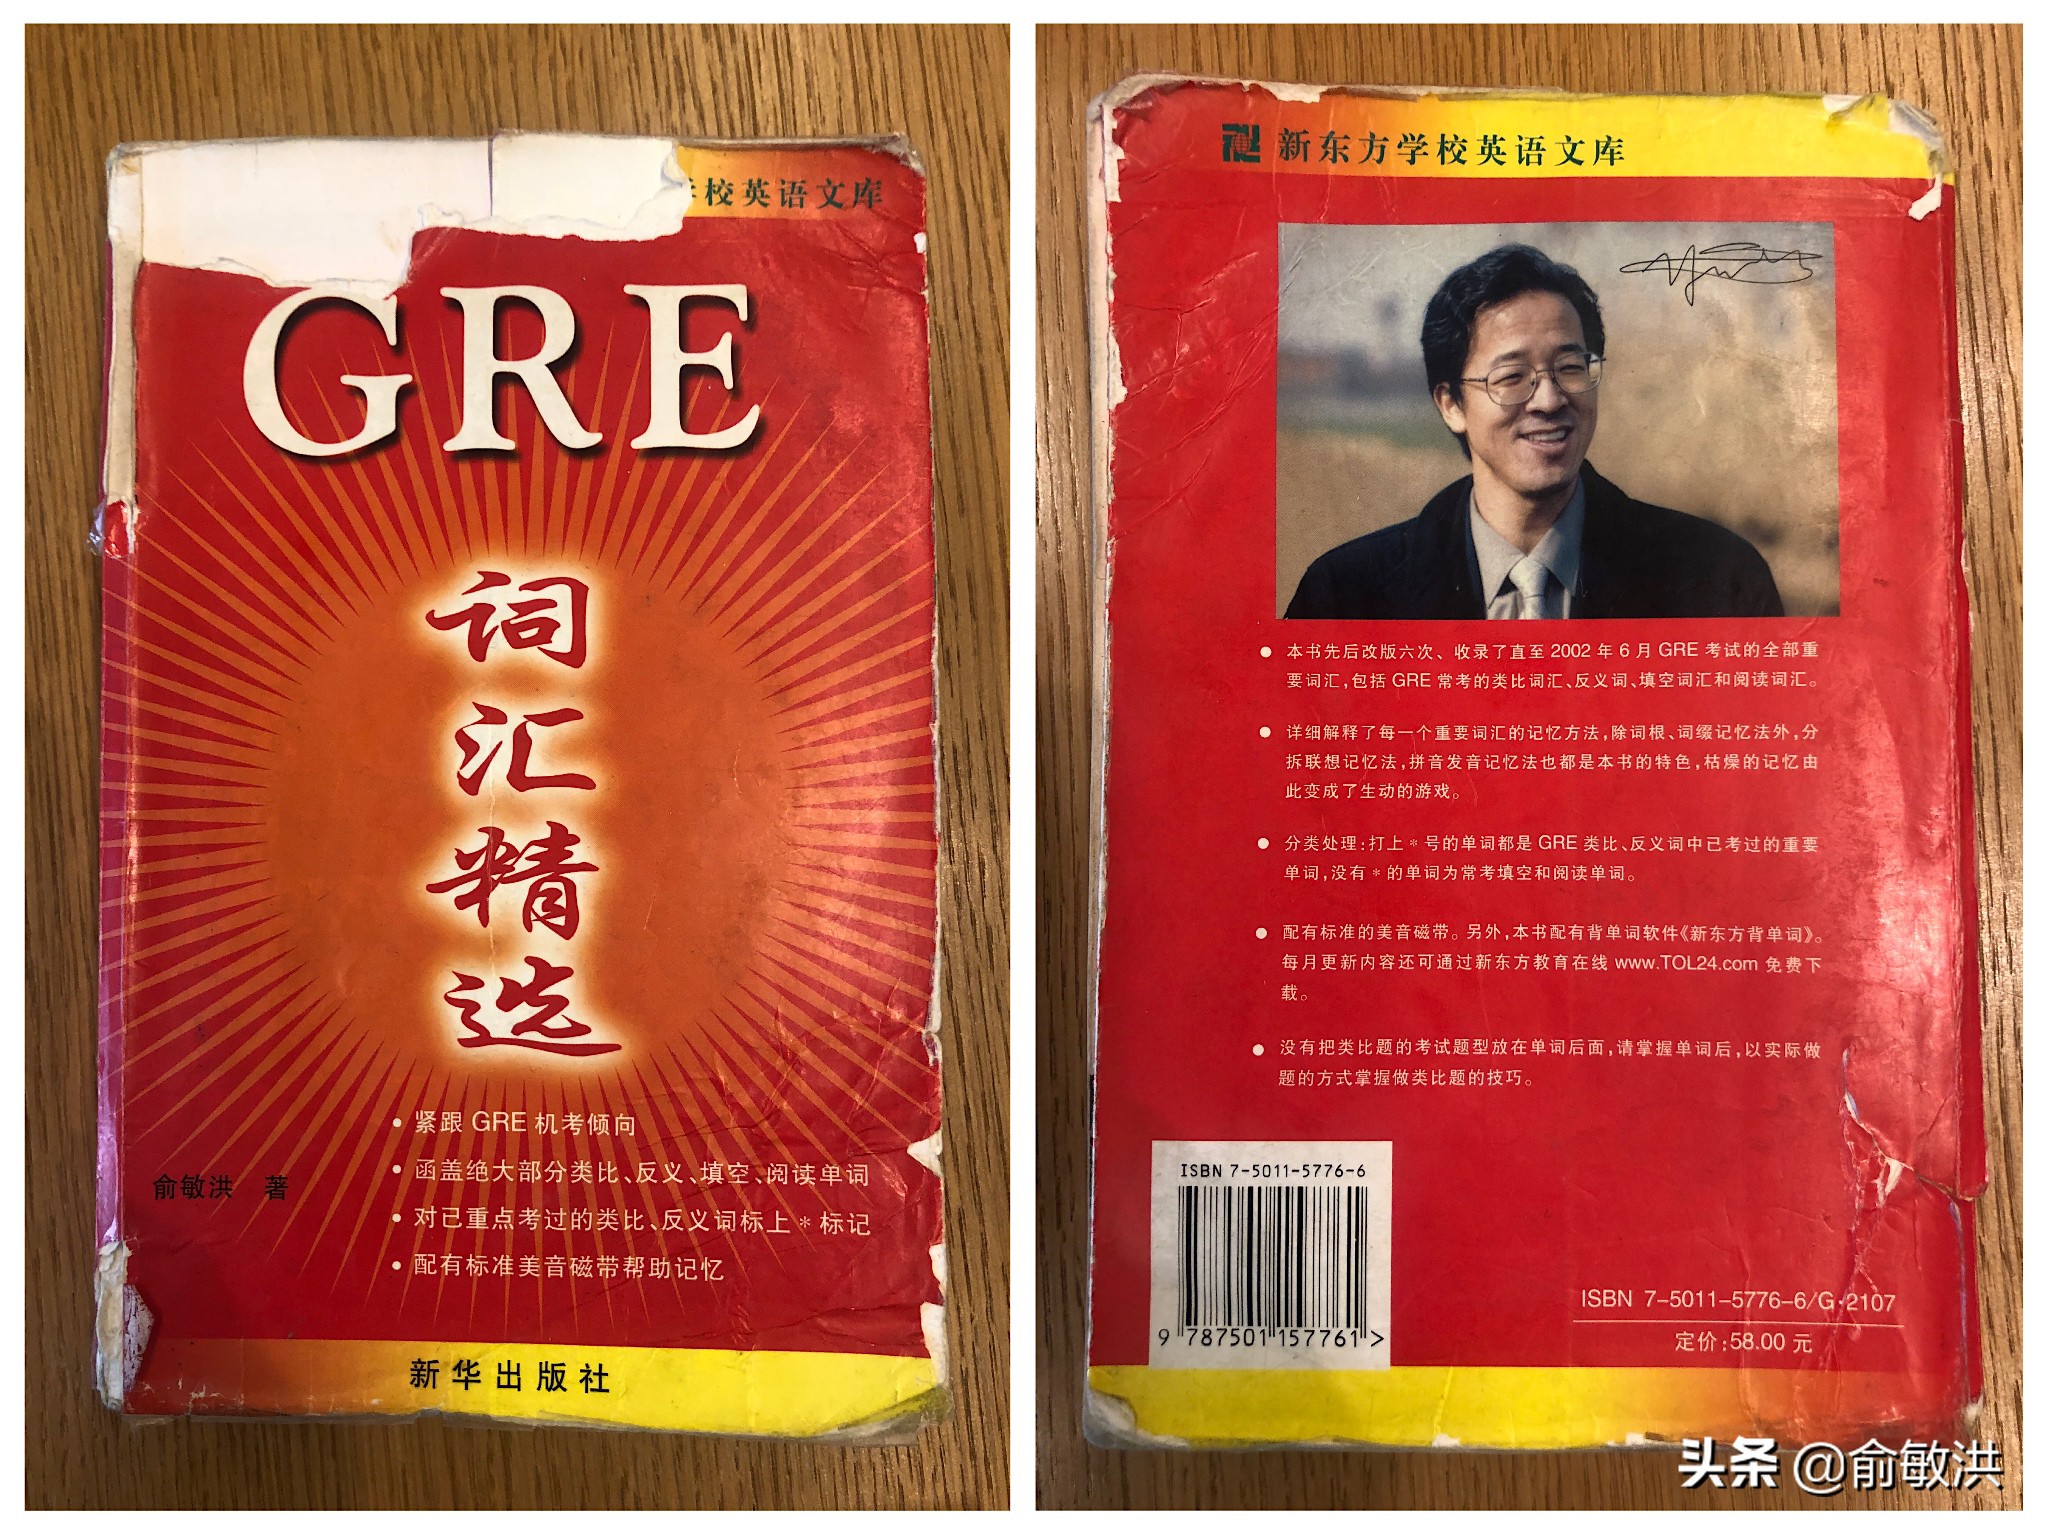 校英语文库
GRE
词
汇
精
选
• 紧跟 GRE 机考倾向
• 函盖绝大部分类比、反义、填空、阅读单词
俞敏洪 著
• 对已重点考过的类比、反义词标上 * 标记
• 配有标准美音磁带帮助记忆
新华出版社
新东方学校英语文库
● 本书先后改版六次、收录了直至 2002 年 6 月 GRE 考试的全部重
要词汇,包括 GRE 常考的类比词汇、反义词、填空词汇和阅读词汇。
● 详细解释了每一个重要词汇的记忆方法,除词根、词缀记忆法外,分
拆联想记忆法,拼音发音记忆法也都是本书的特色,枯燥的记忆由
此变成了生动的游戏。
● 分类处理:打上 * 号的单词都是 GRE 类比、反义词中已考过的重要
单词,没有 * 的单词为常考填空和阅读单词。
● 配有标准的美音磁带。另外,本书配有背单词软件《新东方背单词》。
每月更新内容还可通过新东方教育在线 www.TOL24.com 免费下
载。
● 没有把类比题的考试题型放在单词后面,请掌握单词后,以实际做
题的方式掌握做类比题的技巧。
ISBN 7-5011-5776-6
9 787501 157761 >
ISBN 7-5011-5776-6/G·2107
定价:58.00 元
头条 @俞敏洪